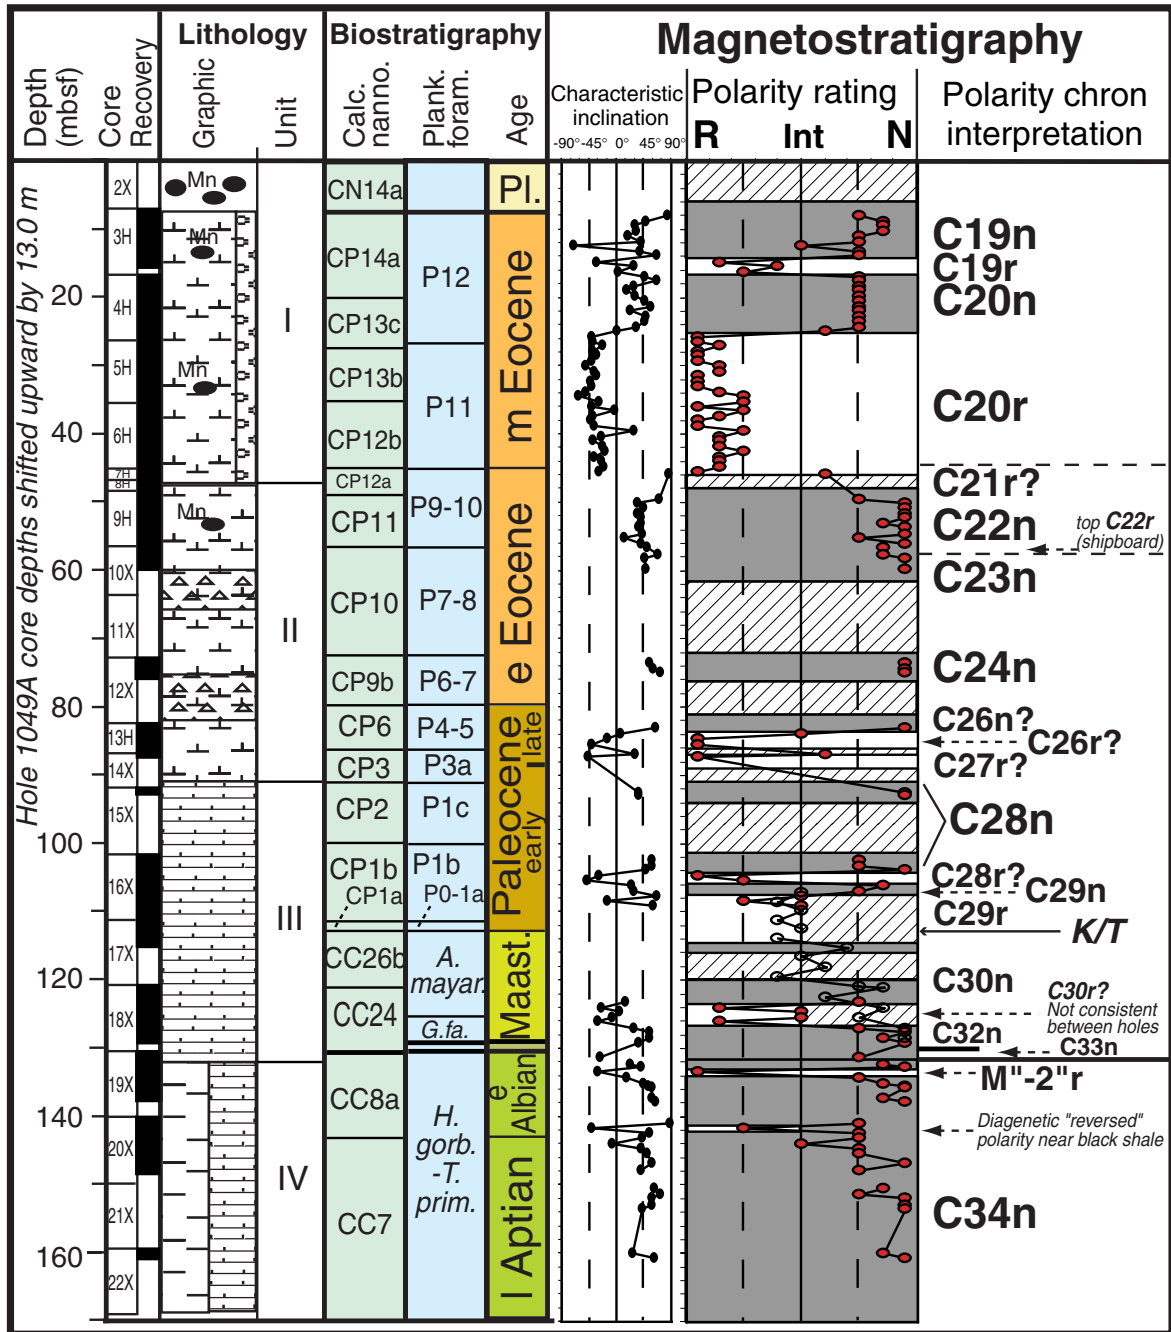 Lithology
Biostratigraphy
Magnetostratigraphy
Depth
(mbsf)
Core
Recovery
Graphic
Unit
Calc.
nanno.
Plank.
foram.
Age
Characteristic
inclination
-90°-45° 0° 45° 90°
Polarity rating
R Int N
Polarity chron
interpretation
Hole 1049A core depths shifted upward by 13.0 m
20
40
60
80
100
120
140
160
2X
3H
4H
5H
6H
7H
8H
9H
10X
11X
12X
13H
14X
15X
16X
17X
18X
19X
20X
21X
22X
Mn
Mn
Mn
Mn
I
II
III
IV
CN14a
CP14a
CP13c
CP13b
CP12b
CP12a
CP11
CP10
CP9b
CP6
CP3
CP2
CP1b
CP1a
CC26b
CC24
CC8a
CC7
P12
P11
P9-10
P7-8
P6-7
P4-5
P3a
P1c
P1b
P0-1a
A.
mayar.
G.fa.
H.
gorb.
-T.
prim.
Pl.
m Eocene
e Eocene
Paleocene
late
early
Maast.
e
Albian
l Aptian
C19n
C19r
C20n
C20r
C21r?
C22n
top C22r
(shipboard)
C23n
C24n
C26n?
C26r?
C27r?
C28n
C28r?
C29n
C29r
K/T
C30n
C30r?
Not consistent
between holes
C32n
C33n
M"-2"r
Diagenetic "reversed"
polarity near black shale
C34n